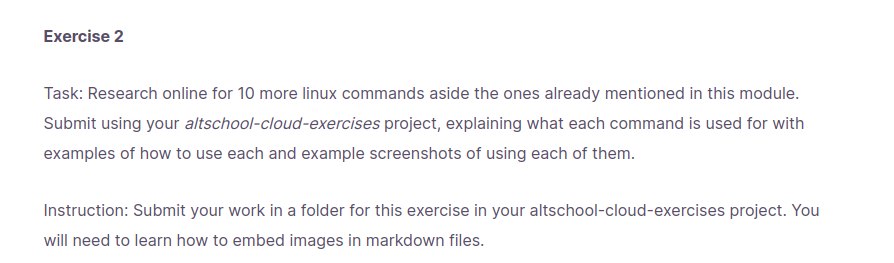 Exercise 2
Task: Research online for 10 more linux commands aside the ones already mentioned in this module.
Submit using your altschool-cloud-exercises project, explaining what each command is used for with
examples of how to use each and example screenshots of using each of them.
Instruction: Submit your work in a folder for this exercise in your altschool-cloud-exercises project. You
will need to learn how to embed images in markdown files.